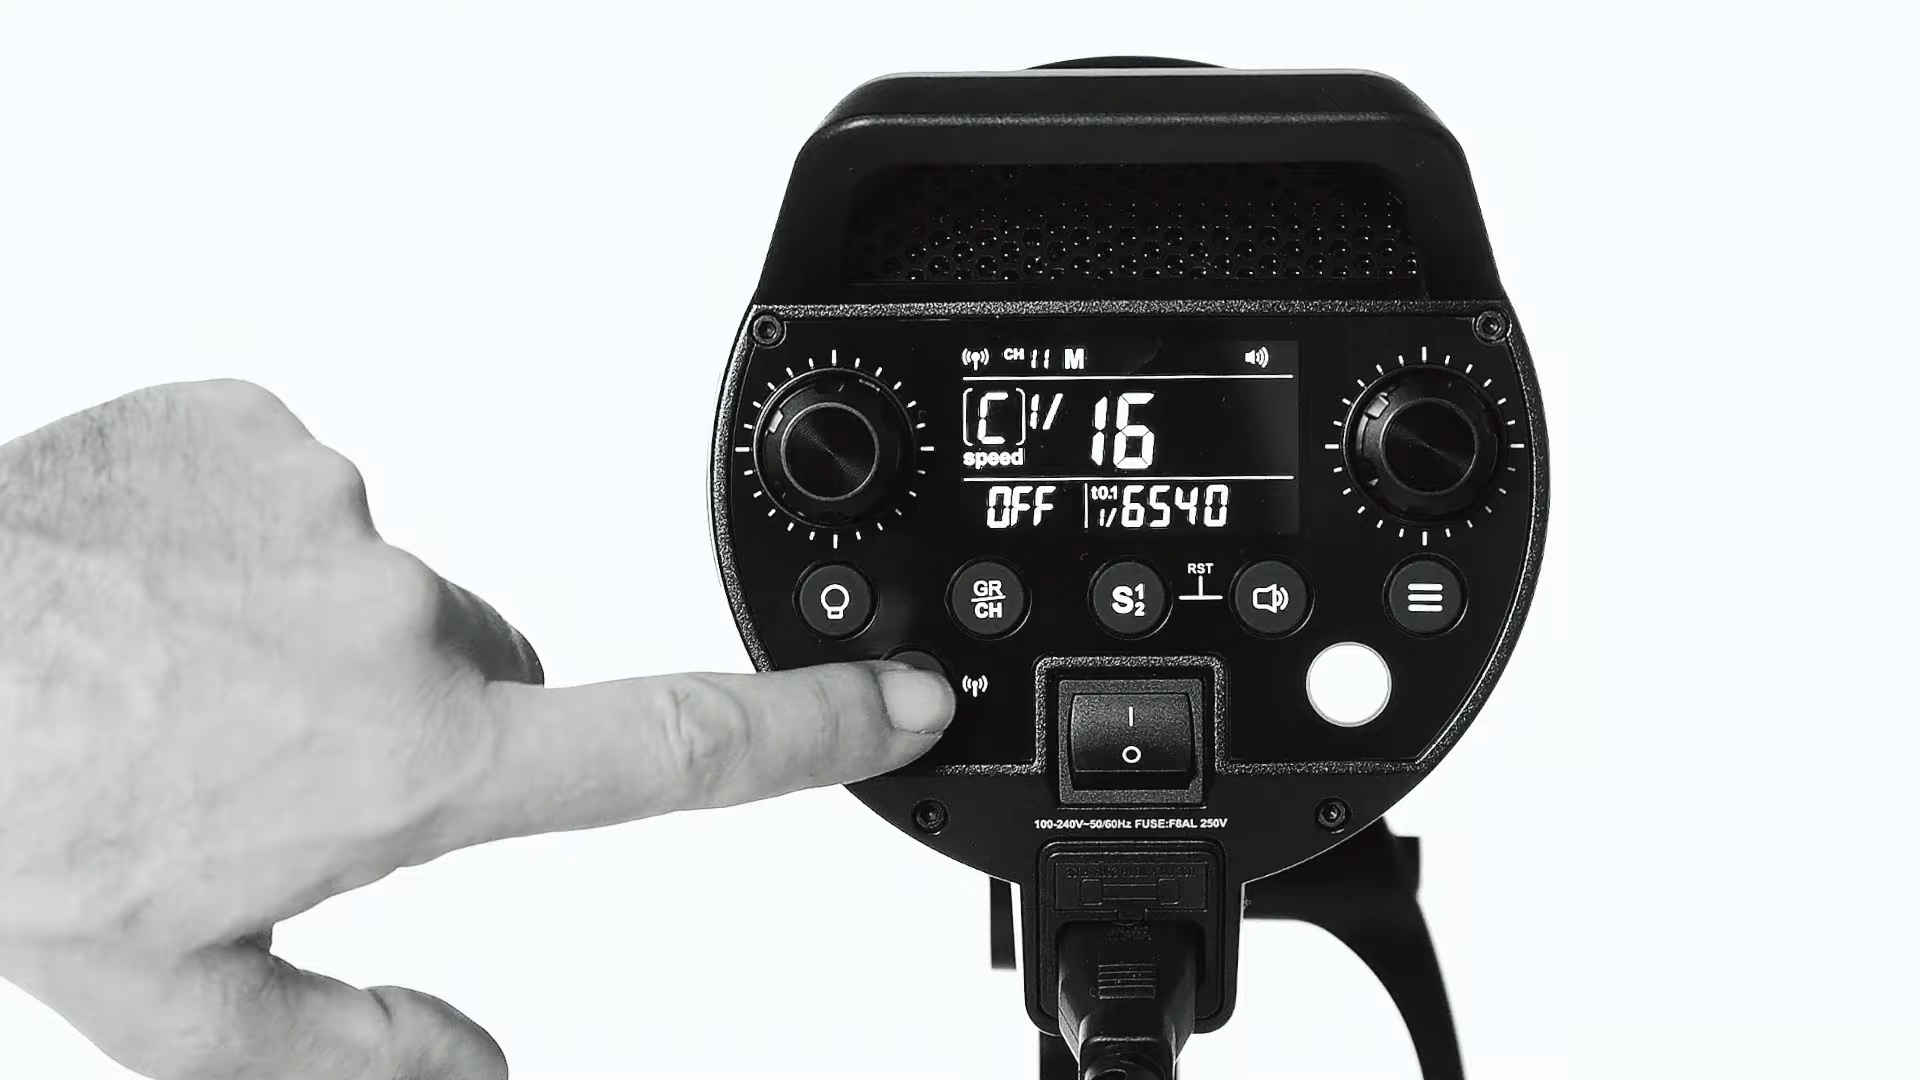 CH 11 M
[C] 1/ 16
speed
OFF t0.1 1/6540
RST
GR
CH
S1
2
I
O
100-240V~50/60Hz FUSE:F8AL 250V